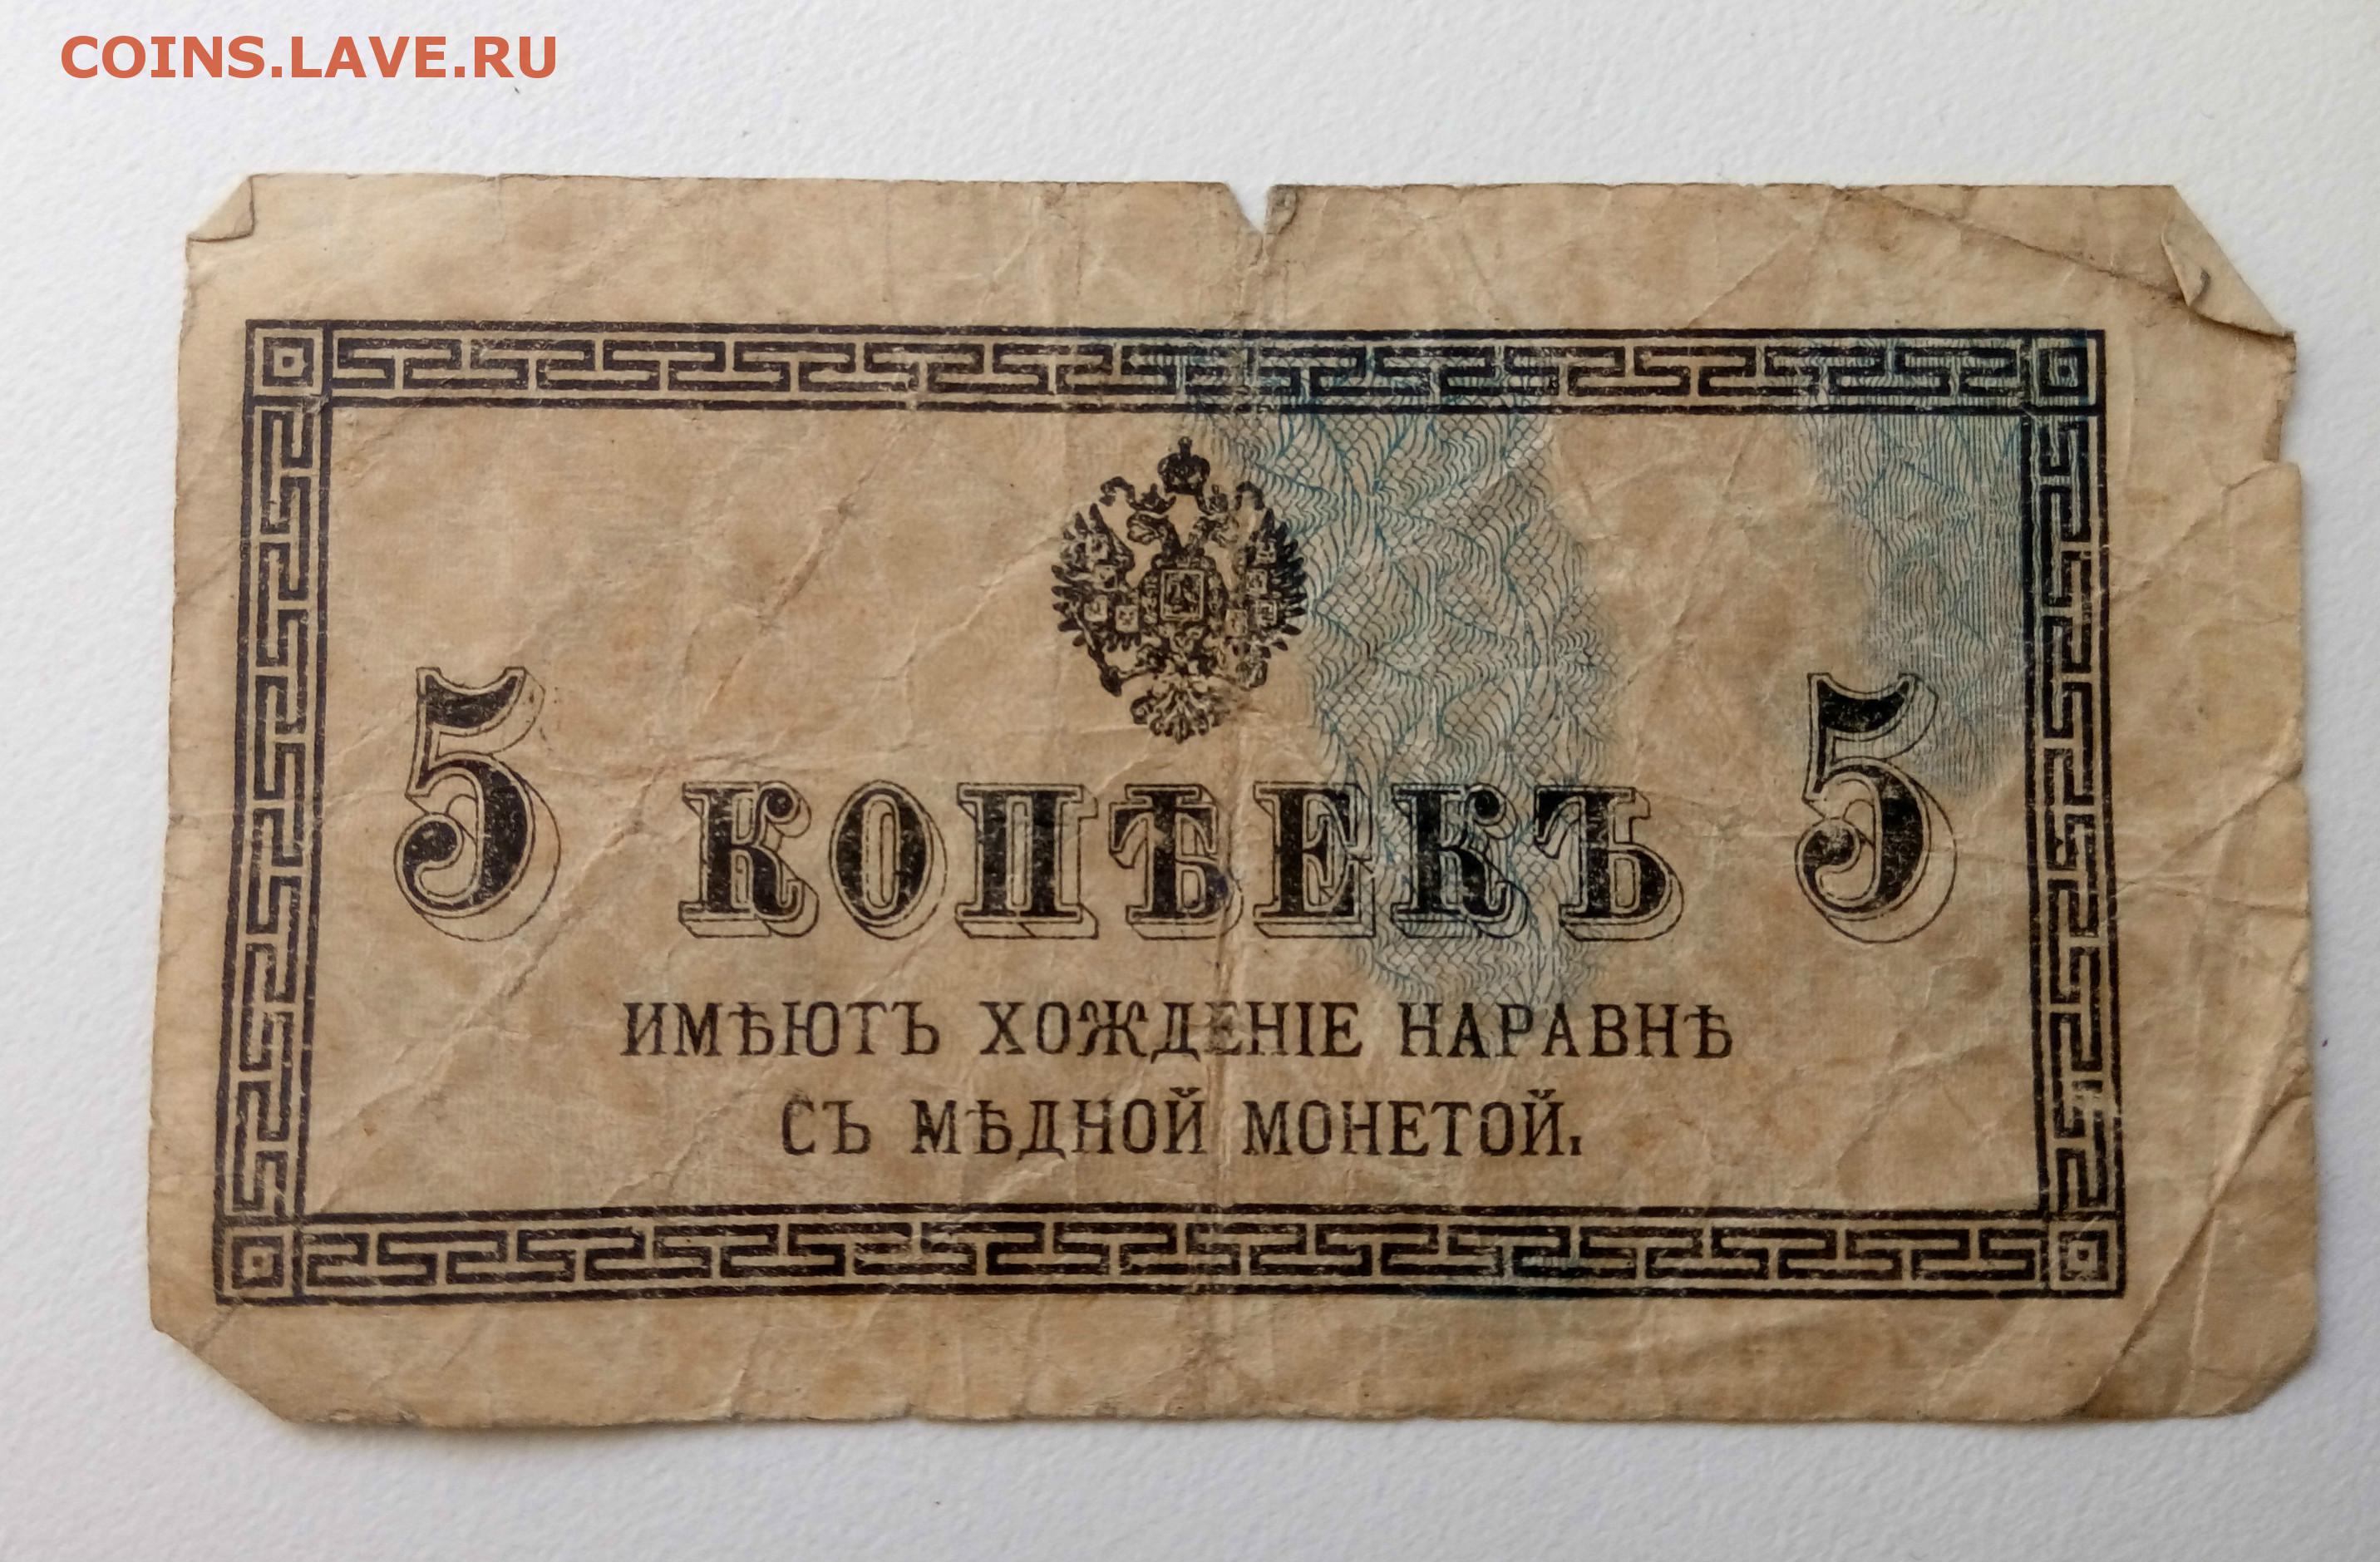 COINS.LAVE.RU
5 КОПѢЕКЪ 5
ИМѢЮТЪ ХОЖДЕНІЕ НАРАВНѢ
СЪ МѢДНОЙ МОНЕТОЙ.